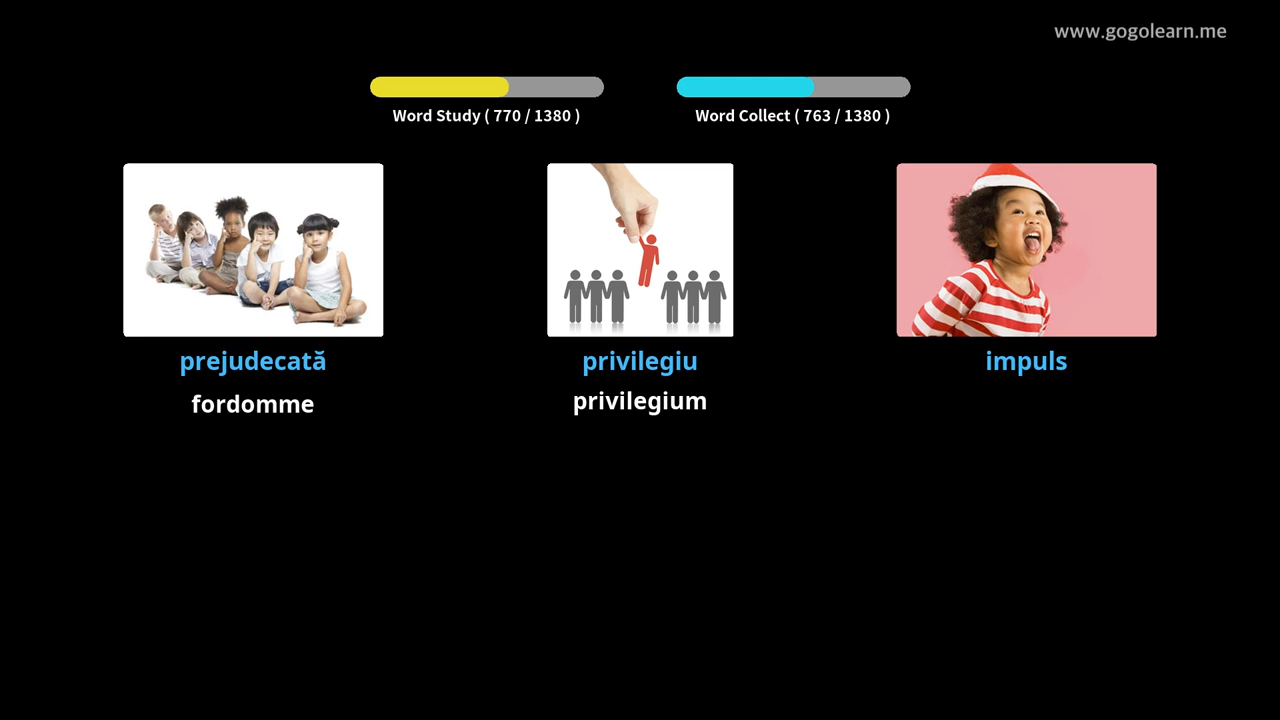 www.gogolearn.me
Word Study ( 770 / 1380 )
Word Collect ( 763 / 1380 )
prejudecată
privilegiu
impuls
fordomme
privilegium